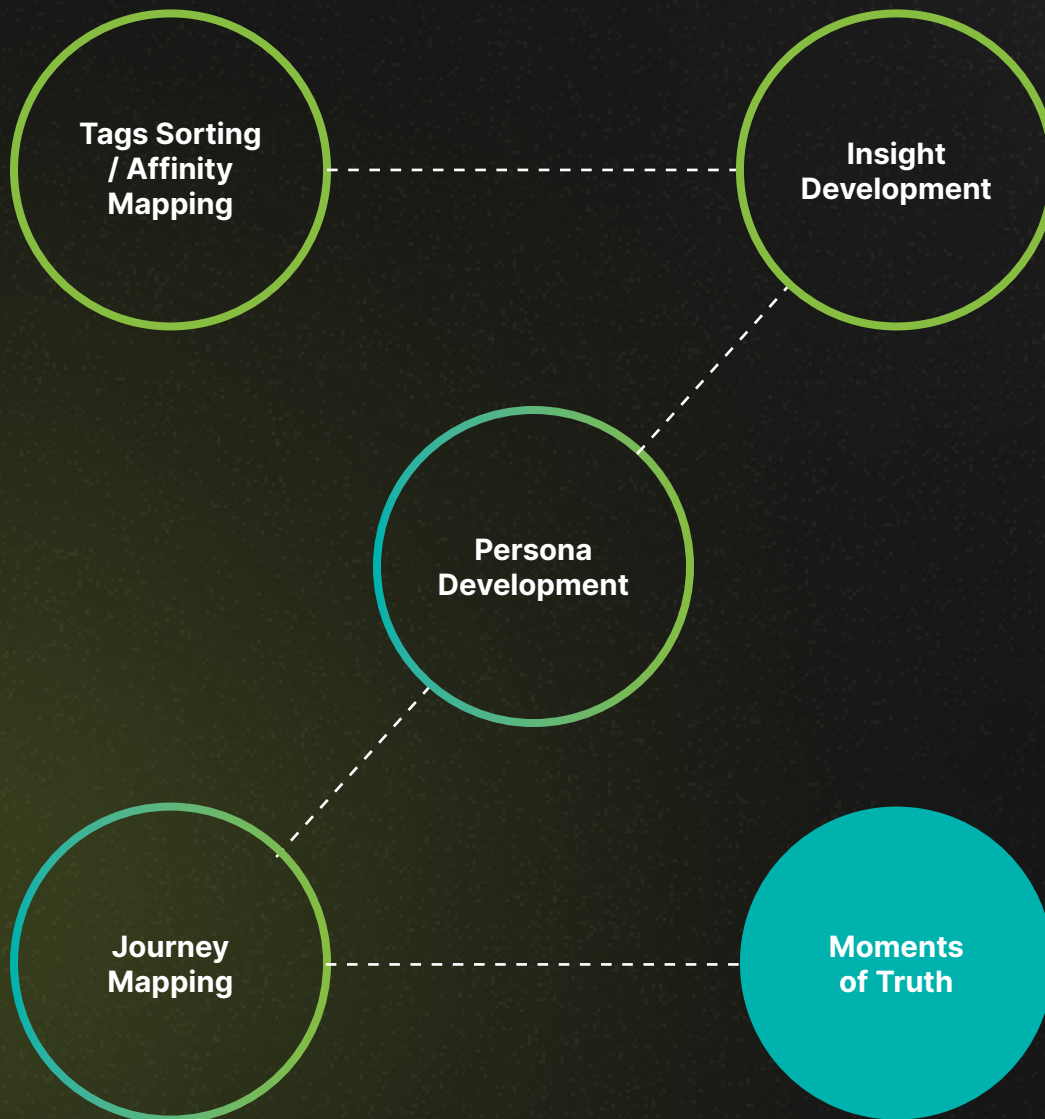 Tags Sorting
/ Affinity
Mapping
Insight
Development
Persona
Development
Journey
Mapping
Moments
of Truth